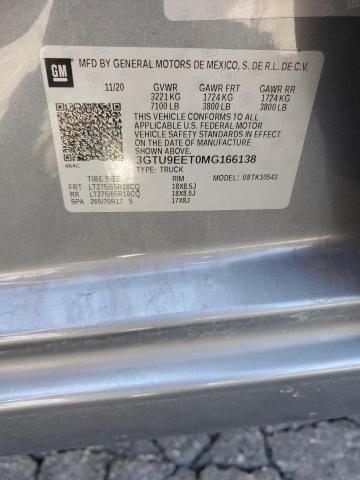 GM MFD BY GENERAL MOTORS DE MEXICO, S. DE R.L. DE C.V.
11/20 GVWR GAWR FRT GAWR RR
3221 KG 1724 KG 1724 KG
7100 LB 3800 LB 3800 LB
THIS VEHICLE CONFORMS TO ALL APPLICABLE
U.S. FEDERAL MOTOR VEHICLE SAFETY STANDARDS
IN EFFECT ON THE DATE OF MANUFACTURE SHOWN ABOVE.
3GTU9EET0MG166138
TYPE: TRUCK
TIRE SIZE RIM MODEL: 08TK10543
FRT LT275/65R18CQ 18X8.5J
RR LT275/65R18CQ 18X8.5J
SPA 265/70R17 S 17X8J